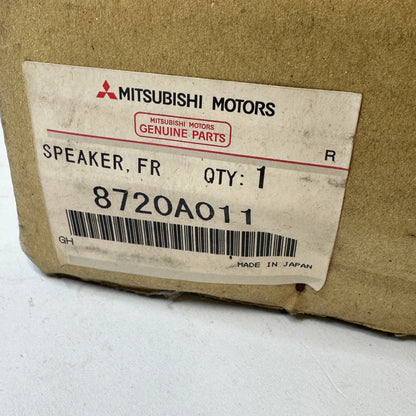 MITSUBISHI MOTORS
MITSUBISHI MOTORS
GENUINE PARTS
R
SPEAKER, FR QTY: 1
8720A011
GH
MADE IN JAPAN